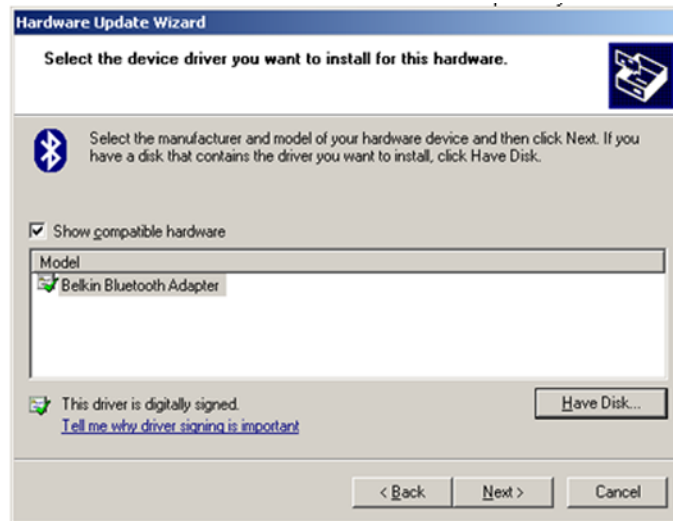 Hardware Update Wizard
Select the device driver you want to install for this hardware.
Select the manufacturer and model of your hardware device and then click Next. If you
have a disk that contains the driver you want to install, click Have Disk.
Show compatible hardware
Model
Belkin Bluetooth Adapter
This driver is digitally signed.
Have Disk...
Tell me why driver signing is important
< Back
Next >
Cancel